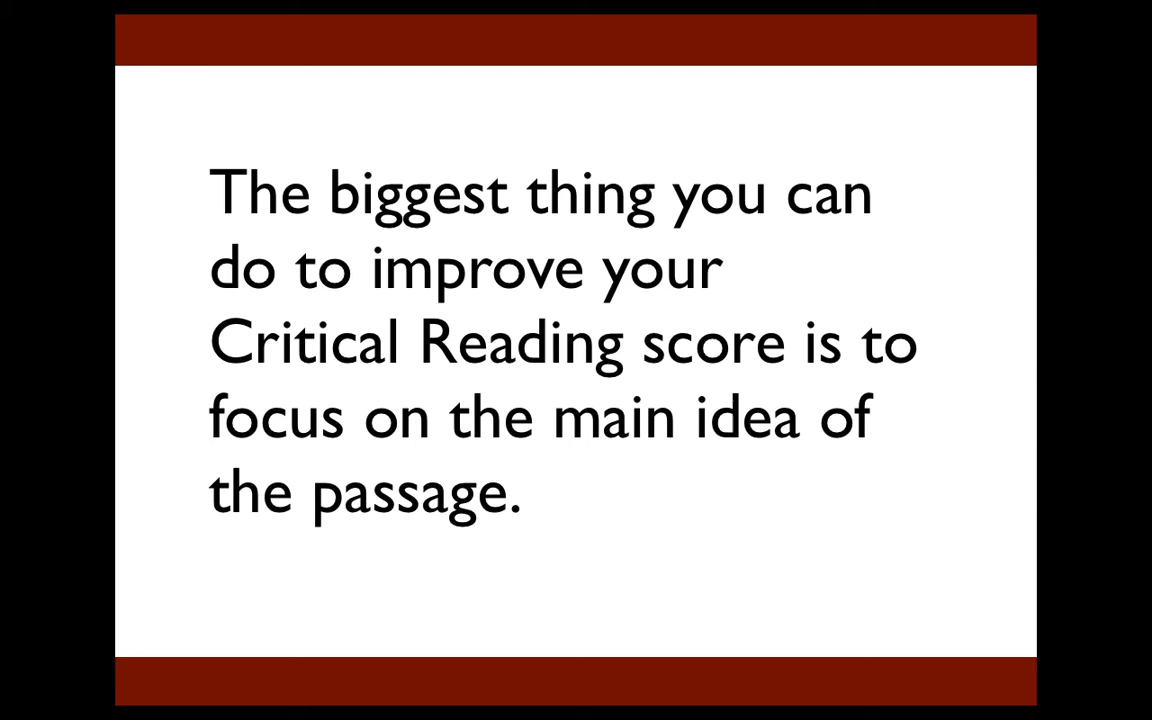 The biggest thing you can
do to improve your
Critical Reading score is to
focus on the main idea of
the passage.